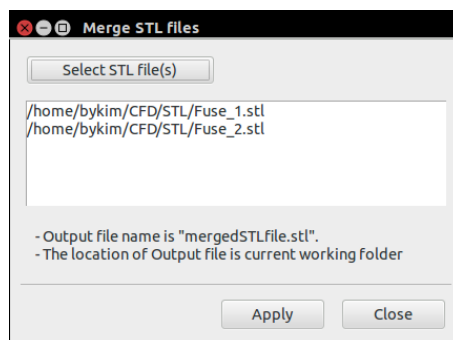 Merge STL files
Select STL file(s)
/home/bykim/CFD/STL/Fuse_1.stl
/home/bykim/CFD/STL/Fuse_2.stl
- Output file name is "mergedSTLfile.stl".
- The location of Output file is current working folder
Apply Close